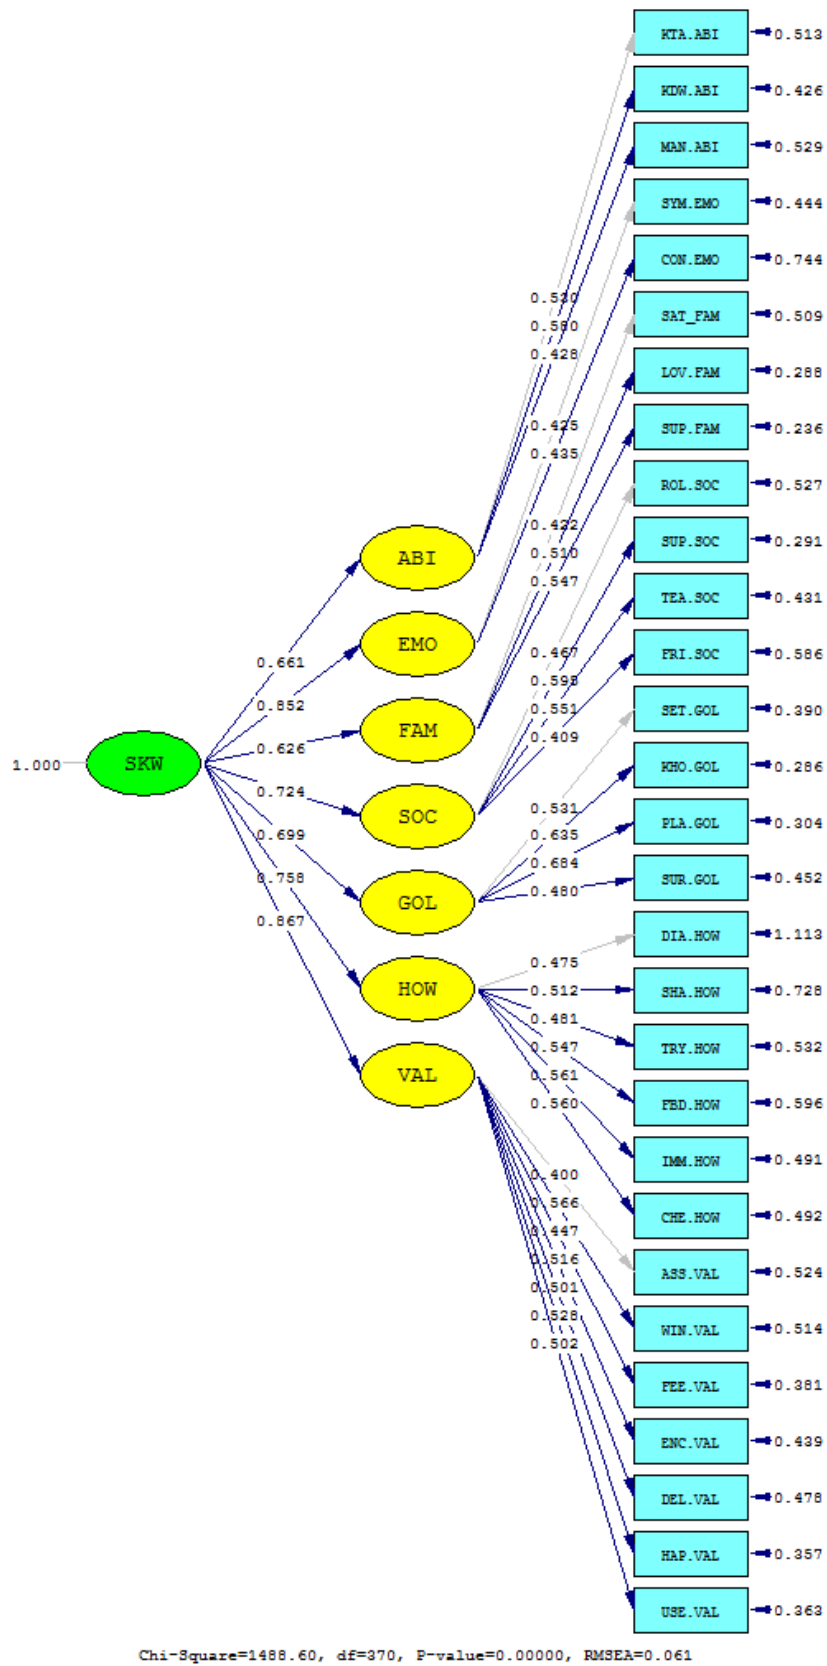 KTA.ABI 0.513
KDW.ABI 0.426
MAN.ABI 0.529
SYM.EMO 0.444
CON.EMO 0.744
0.530
SAT_FAM 0.509
0.580
0.428
LOV.FAM 0.288
0.425
SUP.FAM 0.236
0.435
ROL.SOC 0.527
0.422
SUP.SOC 0.291
ABI
0.510
0.547
TEA.SOC 0.431
EMO
0.661
0.467
FRI.SOC 0.586
0.852
0.598
SET.GOL 0.390
0.551
FAM
0.626
0.409
1.000
SKW
KHO.GOL 0.286
0.724
0.531
SOC
PLA.GOL 0.304
0.699
0.635
0.684
0.758
SUR.GOL 0.452
0.480
GOL
0.867
DIA.HOW 1.113
0.475
HOW
0.512
SHA.HOW 0.728
0.481
TRY.HOW 0.532
0.547
VAL
0.561
FBD.HOW 0.596
0.560
IMM.HOW 0.491
0.400
0.566
CHE.HOW 0.492
0.447
0.516
ASS.VAL 0.524
0.501
0.528
WIN.VAL 0.514
0.502
FEE.VAL 0.381
ENC.VAL 0.439
DEL.VAL 0.478
HAP.VAL 0.357
USE.VAL 0.363
Chi-Square=1488.60, df=370, P-value=0.00000, RMSEA=0.061